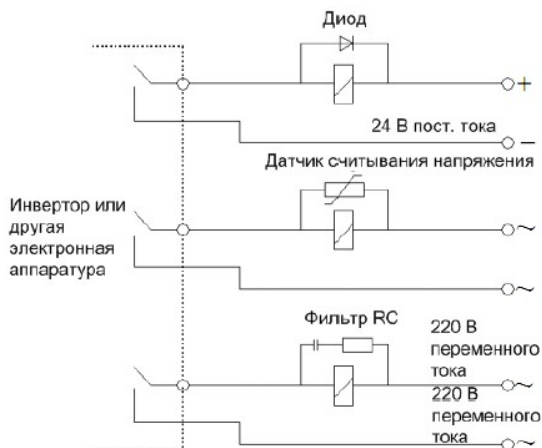 Диод
+
24 В пост. тока
−
Датчик считывания напряжения
Инвертор или
другая
электронная
аппаратура
~
~
Фильтр RC
220 В
переменного
тока
~
220 В
переменного
тока
~